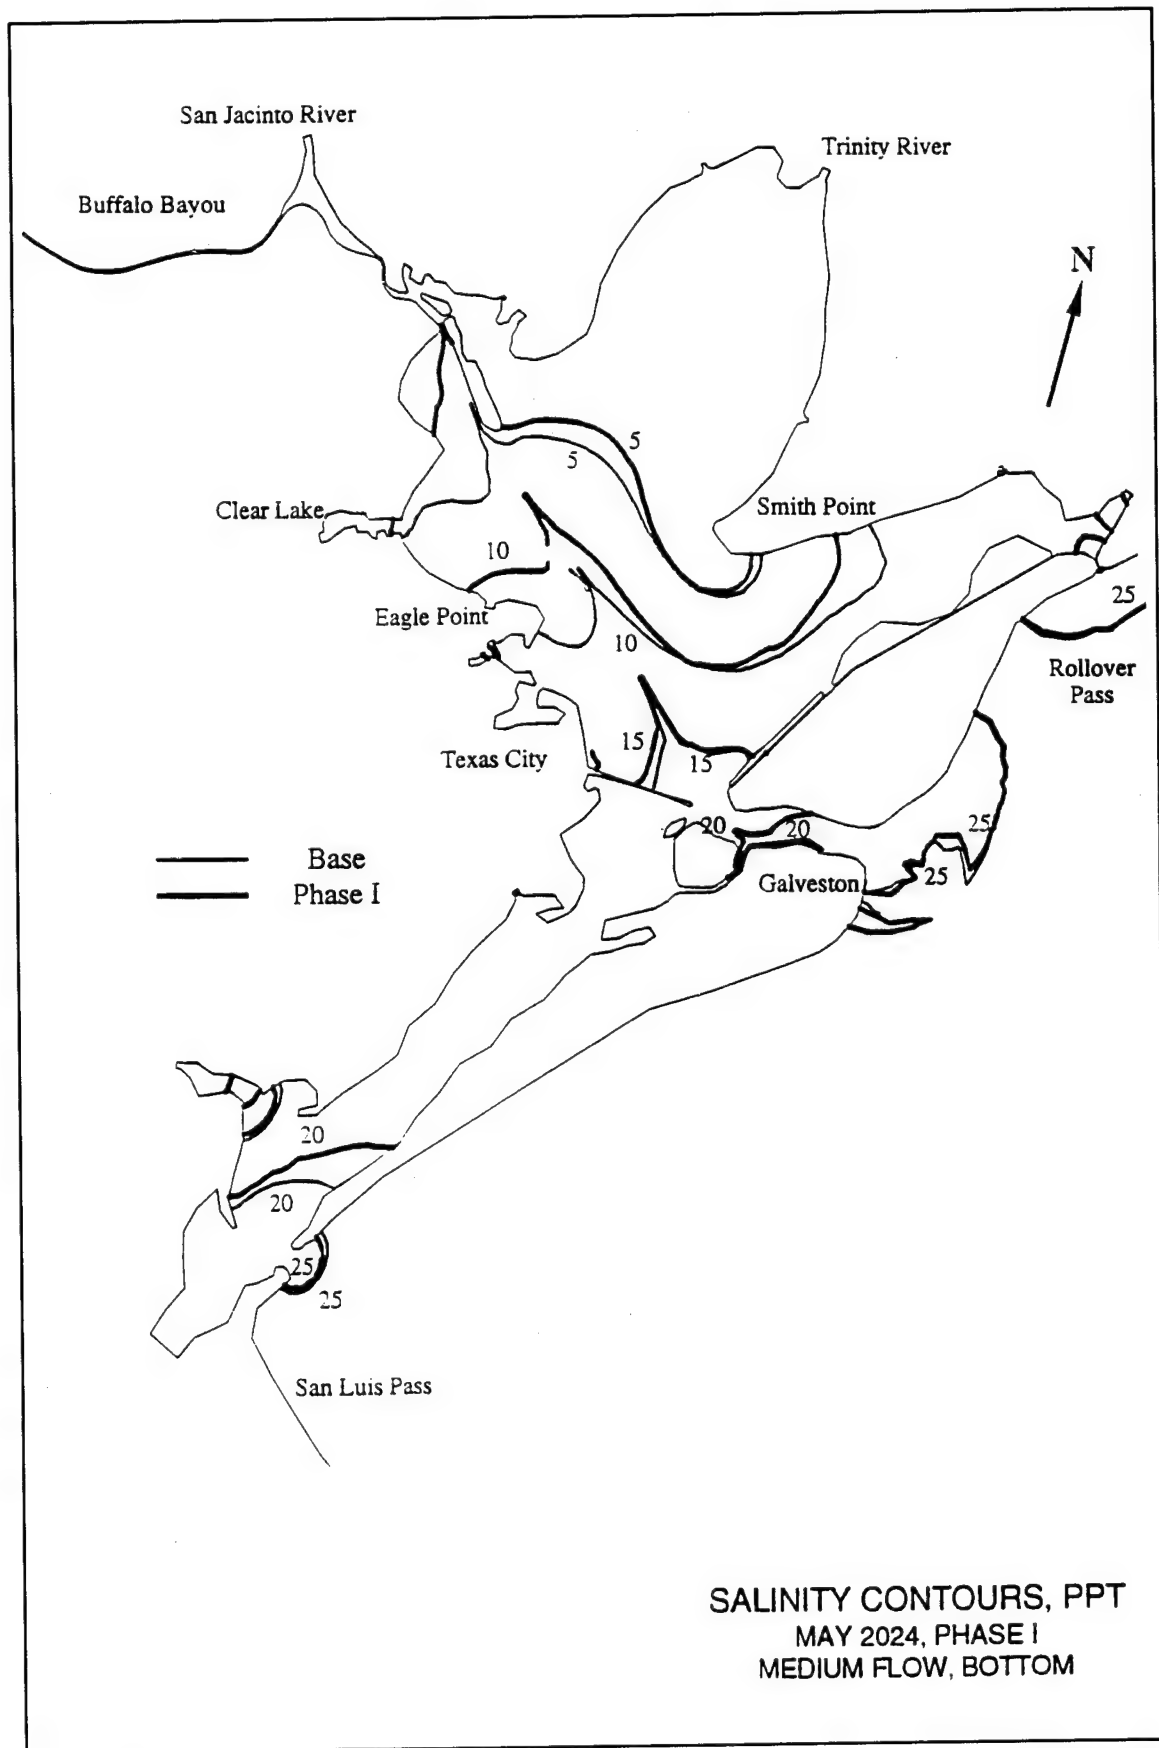 San Jacinto River
Trinity River
Buffalo Bayou
N
5
5
Clear Lake
Smith Point
10
25
Eagle Point
10
Rollover
Pass
15
Texas City
15
20
20
25
Base
25
Phase I
Galveston
20
20
25
25
San Luis Pass
SALINITY CONTOURS, PPT
MAY 2024, PHASE I
MEDIUM FLOW, BOTTOM